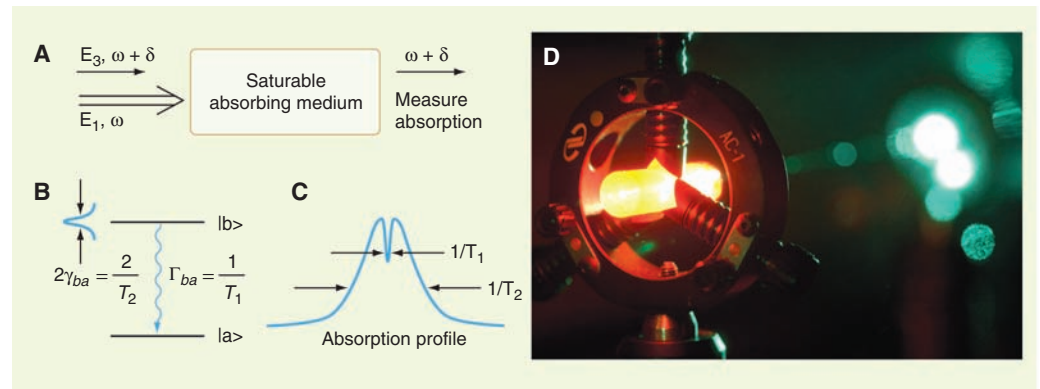 A
E₃, ω + δ
E₁, ω
Saturable
absorbing medium
ω + δ
Measure
absorption
B
|b>
2γba = 2/T₂
Γba = 1/T₁
|a>
C
1/T₁
1/T₂
Absorption profile
D
AC-1